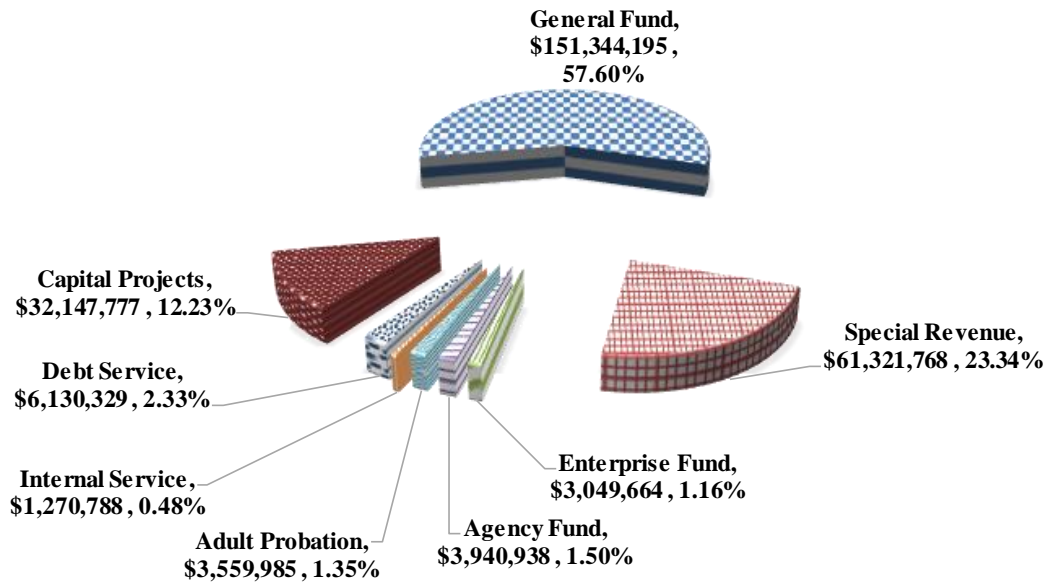 General Fund,
$151,344,195 ,
57.60%
Capital Projects,
$32,147,777 , 12.23%
Special Revenue,
$61,321,768 , 23.34%
Debt Service,
$6,130,329 , 2.33%
Internal Service,
$1,270,788 , 0.48%
Enterprise Fund,
$3,049,664 , 1.16%
Adult Probation,
$3,559,985 , 1.35%
Agency Fund,
$3,940,938 , 1.50%